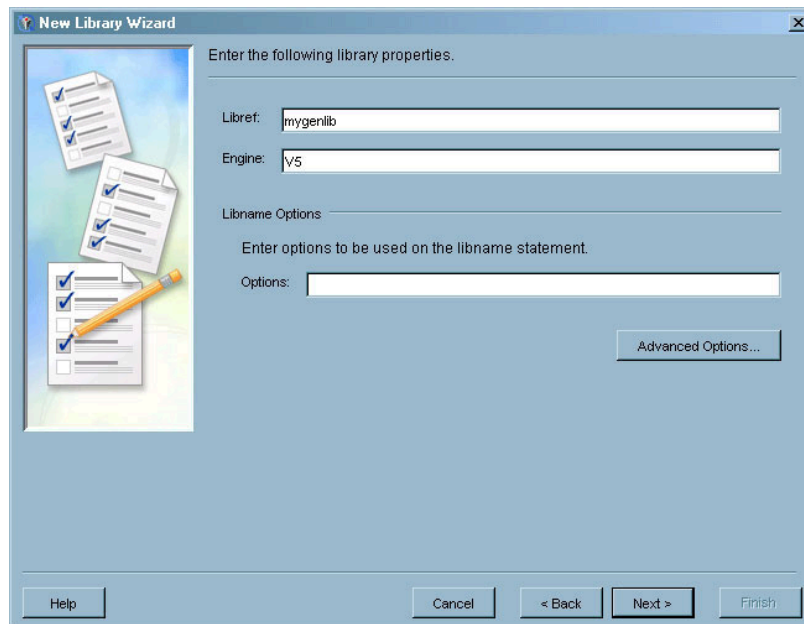 New Library Wizard
Enter the following library properties.
Libref: mygenlib
Engine: V5
Libname Options
Enter options to be used on the libname statement.
Options:
Advanced Options...
Help Cancel < Back Next > Finish